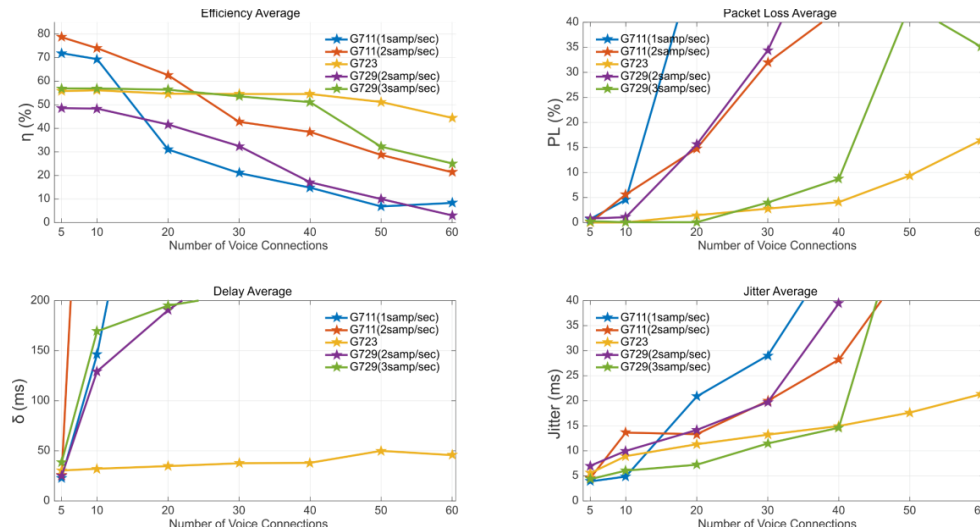 Efficiency Average
80
70
60
50
40
30
20
10
0
η (%)
G711(1samp/sec)
G711(2samp/sec)
G723
G729(2samp/sec)
G729(3samp/sec)
5 10 20 30 40 50 60
Number of Voice Connections
Packet Loss Average
40
35
30
25
20
15
10
5
0
PL (%)
G711(1samp/sec)
G711(2samp/sec)
G723
G729(2samp/sec)
G729(3samp/sec)
5 10 20 30 40 50 60
Number of Voice Connections
Delay Average
200
150
100
50
0
δ (ms)
G711(1samp/sec)
G711(2samp/sec)
G723
G729(2samp/sec)
G729(3samp/sec)
5 10 20 30 40 50 60
Number of Voice Connections
Jitter Average
40
35
30
25
20
15
10
5
0
Jitter (ms)
G711(1samp/sec)
G711(2samp/sec)
G723
G729(2samp/sec)
G729(3samp/sec)
5 10 20 30 40 50 60
Number of Voice Connections